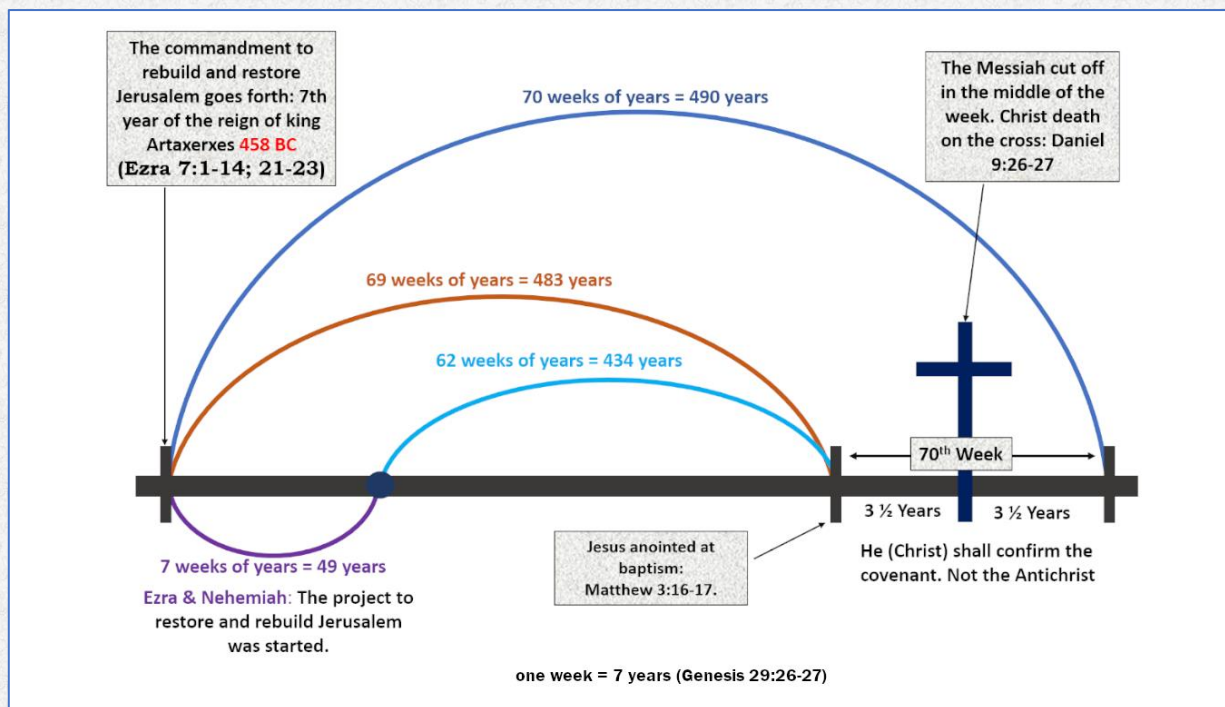 The commandment to
rebuild and restore
Jerusalem goes forth: 7th
year of the reign of king
Artaxerxes 458 BC
(Ezra 7:1-14; 21-23)
70 weeks of years = 490 years
The Messiah cut off
in the middle of the
week. Christ death
on the cross: Daniel
9:26-27
69 weeks of years = 483 years
62 weeks of years = 434 years
70th Week
3 ½ Years
3 ½ Years
7 weeks of years = 49 years
Ezra & Nehemiah: The project to
restore and rebuild Jerusalem
was started.
Jesus anointed at
baptism:
Matthew 3:16-17.
He (Christ) shall confirm the
covenant. Not the Antichrist
one week = 7 years (Genesis 29:26-27)